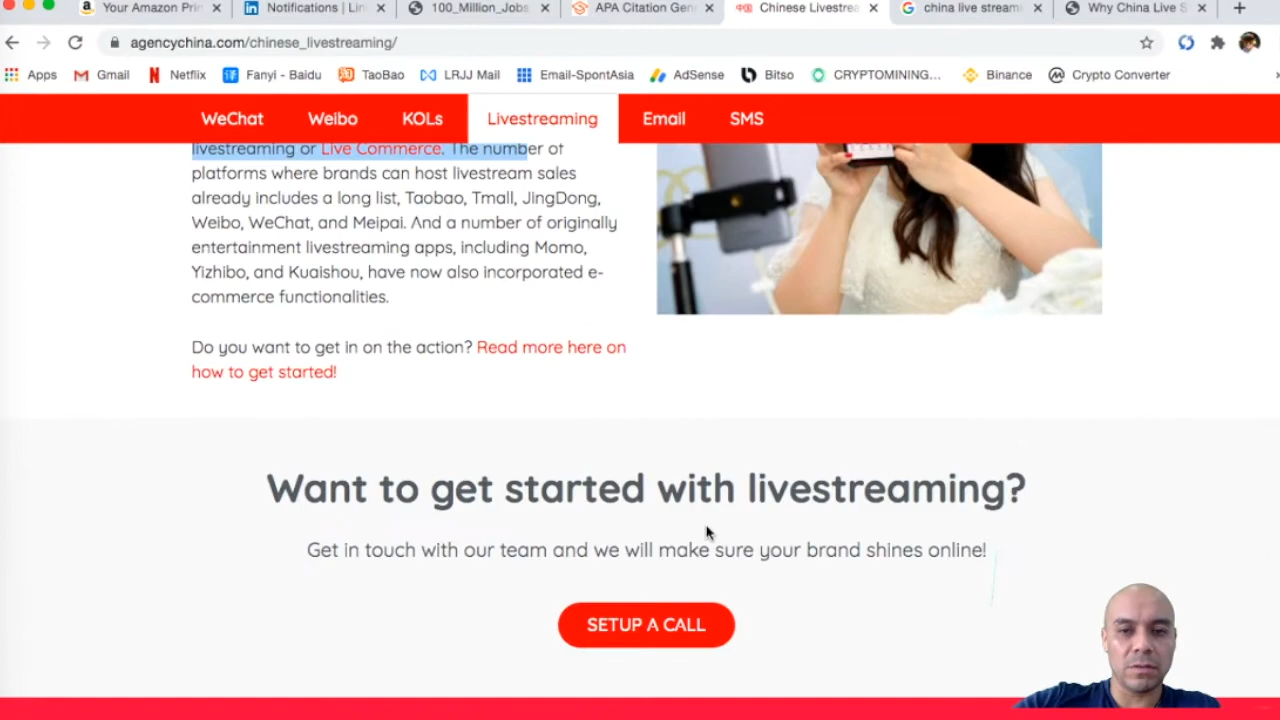 Your Amazon Prin
Notifications | Lin
100_Million_Jobs
APA Citation Gen
Chinese Livestrea
china live streami
Why China Live S
agencychina.com/chinese_livestreaming/
Apps
Gmail
Netflix
Fanyi - Baidu
TaoBao
LRJJ Mail
Email-SpontAsia
AdSense
Bitso
CRYPTOMINING...
Binance
Crypto Converter
WeChat
Weibo
KOLs
Livestreaming
Email
SMS
livestreaming or Live Commerce. The number of
platforms where brands can host livestream sales
already includes a long list, Taobao, Tmall, JingDong,
Weibo, WeChat, and Meipai. And a number of originally
entertainment livestreaming apps, including Momo,
Yizhibo, and Kuaishou, have now also incorporated e-
commerce functionalities.
Do you want to get in on the action? Read more here on
how to get started!
Want to get started with livestreaming?
Get in touch with our team and we will make sure your brand shines online!
SETUP A CALL